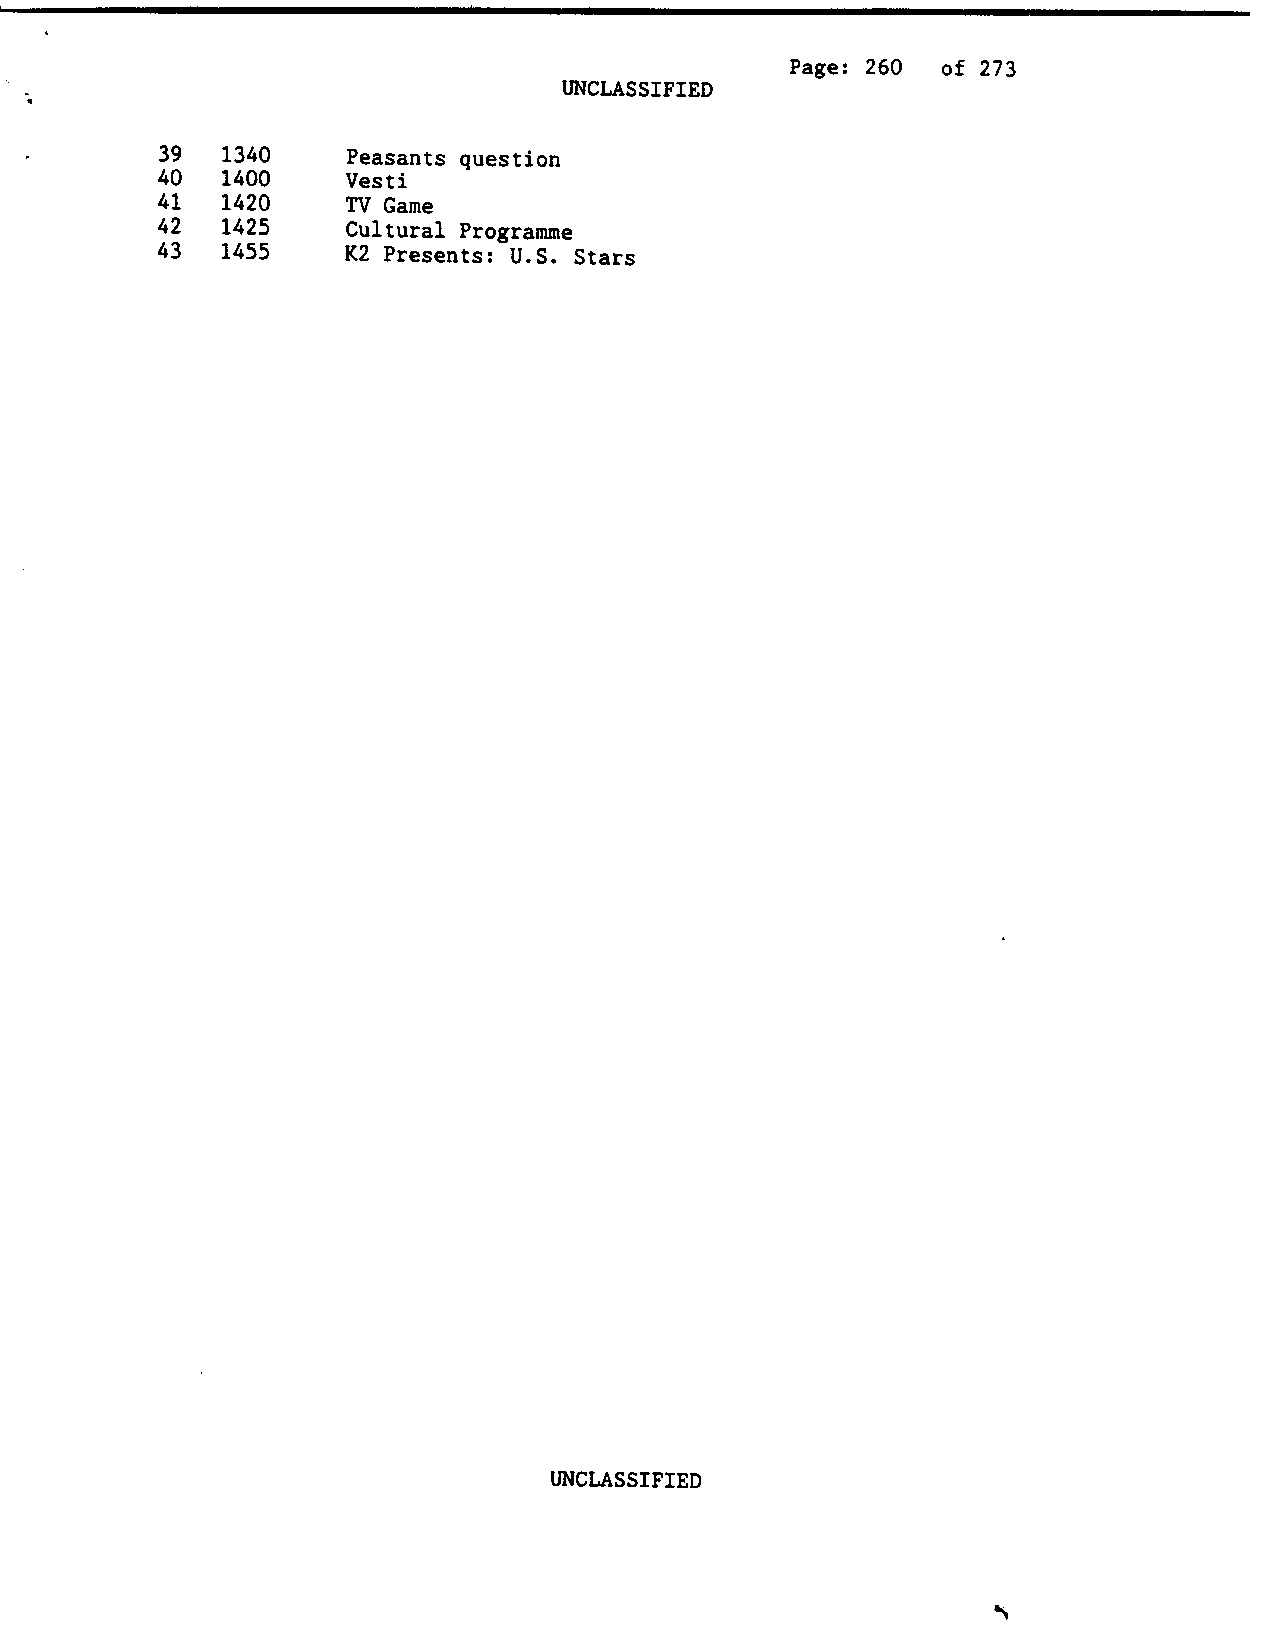 Page: 260 of 273
UNCLASSIFIED
39 1340 Peasants question
40 1400 Vesti
41 1420 TV Game
42 1425 Cultural Programme
43 1455 K2 Presents: U.S. Stars
UNCLASSIFIED